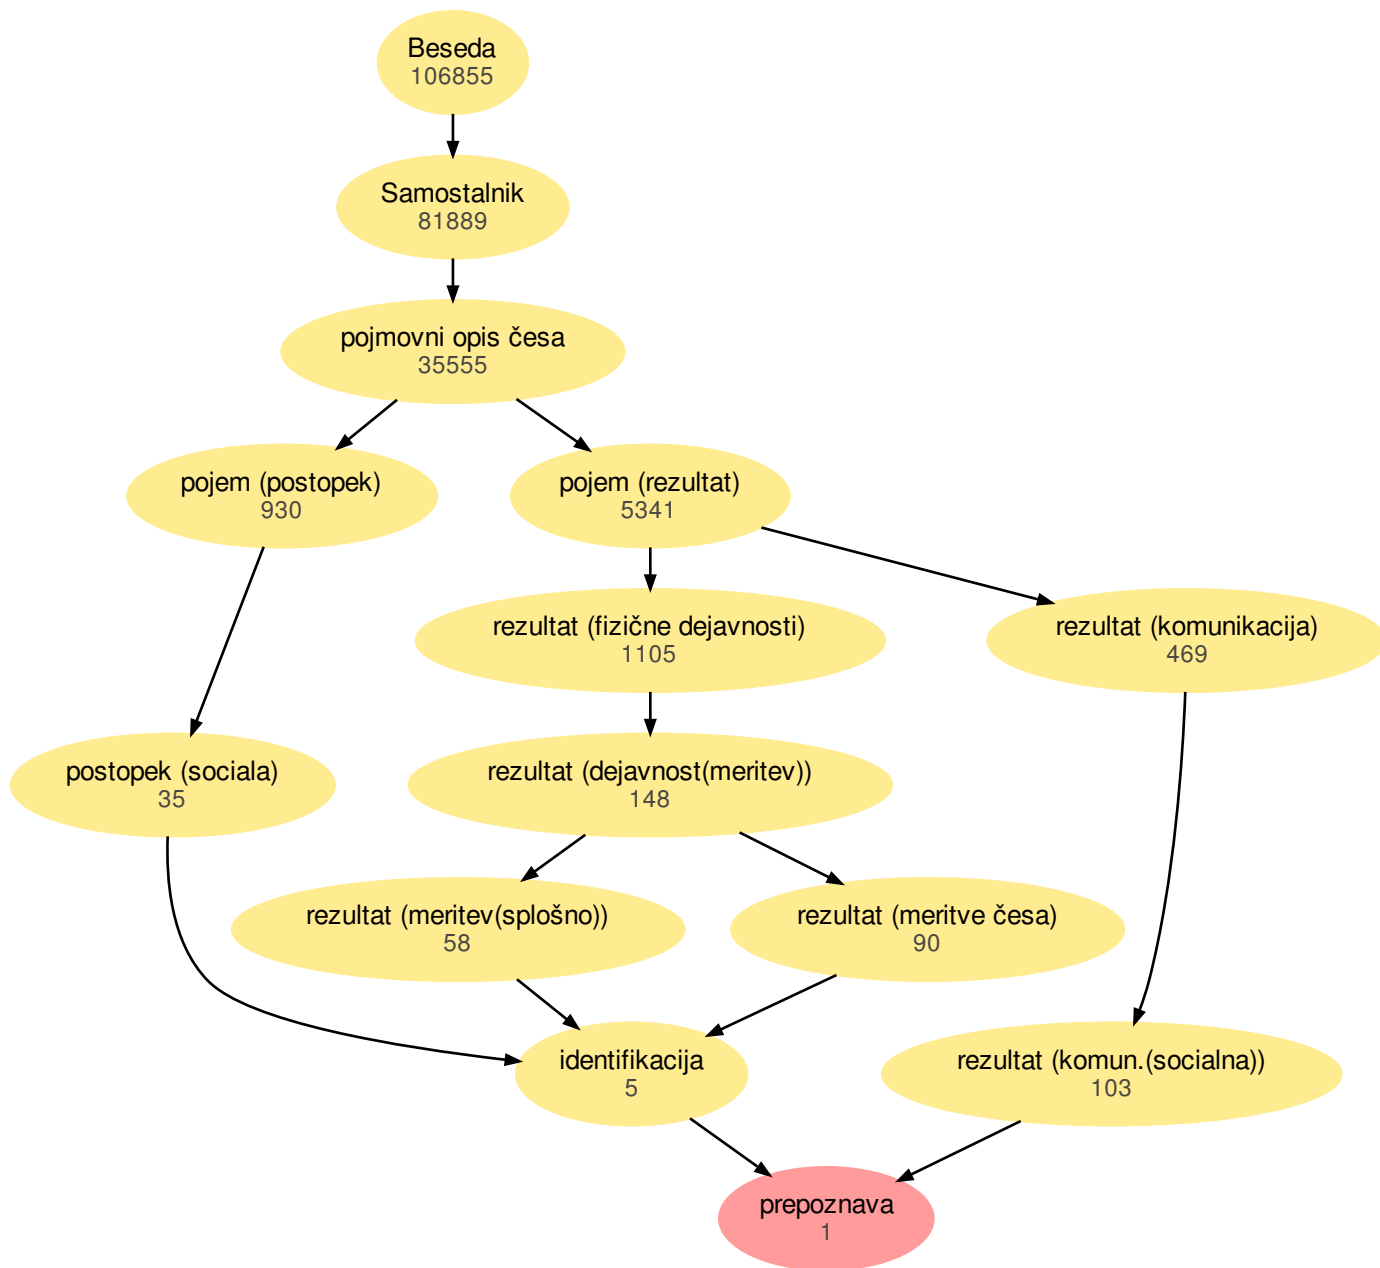 Beseda
106855
Samostalnik
81889
pojmovni opis česa
35555
pojem (postopek)
930
pojem (rezultat)
5341
rezultat (fizične dejavnosti)
1105
rezultat (komunikacija)
469
postopek (sociala)
35
rezultat (dejavnost(meritev))
148
rezultat (meritev(splošno))
58
rezultat (meritve česa)
90
identifikacija
5
rezultat (komun.(socialna))
103
prepoznava
1